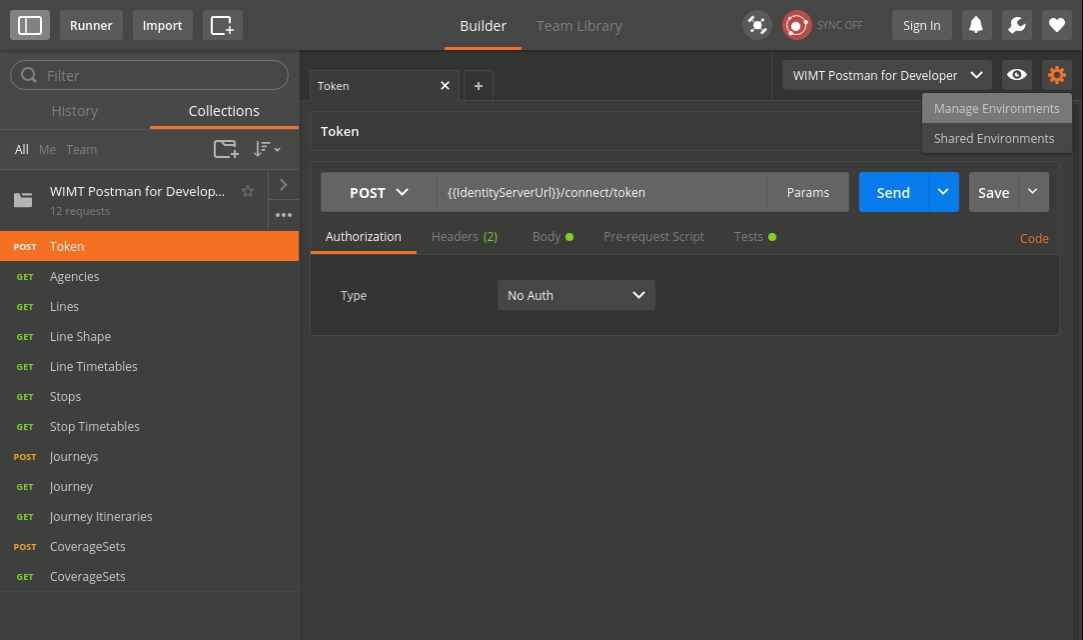 Runner
Import
Builder
Team Library
SYNC OFF
Sign In
Filter
History
Collections
All Me Team
WIMT Postman for Develop...
12 requests
POST Token
GET Agencies
GET Lines
GET Line Shape
GET Line Timetables
GET Stops
GET Stop Timetables
POST Journeys
GET Journey
GET Journey Itineraries
POST CoverageSets
GET CoverageSets
Token
WIMT Postman for Developer
Manage Environments
Shared Environments
Token
POST
{{IdentityServerUrl}}/connect/token
Params
Send
Save
Authorization
Headers (2)
Body
Pre-request Script
Tests
Code
Type
No Auth